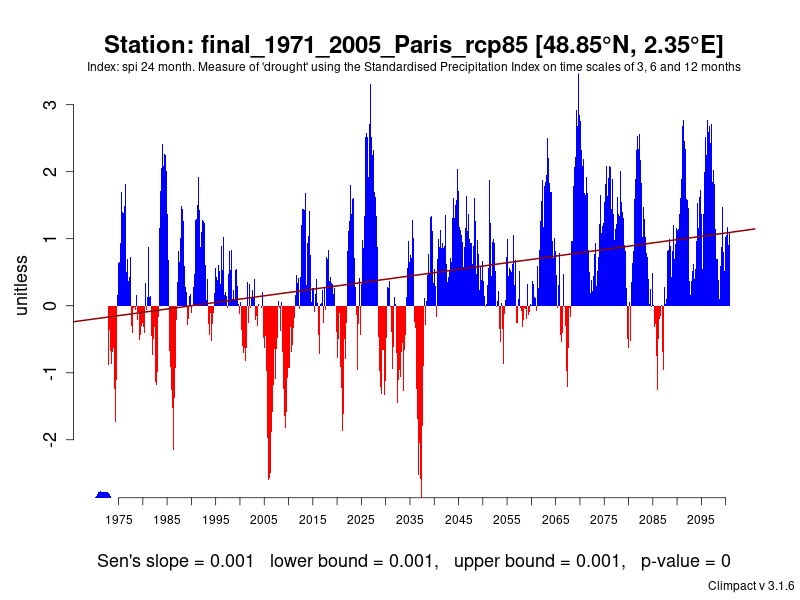 Station: final_1971_2005_Paris_rcp85 [48.85°N, 2.35°E]
Index: spi 24 month. Measure of 'drought' using the Standardised Precipitation Index on time scales of 3, 6 and 12 months
unitless
3
2
1
0
-1
-2
1975 1985 1995 2005 2015 2025 2035 2045 2055 2065 2075 2085 2095
Sen's slope = 0.001 lower bound = 0.001, upper bound = 0.001, p-value = 0
Climpact v 3.1.6